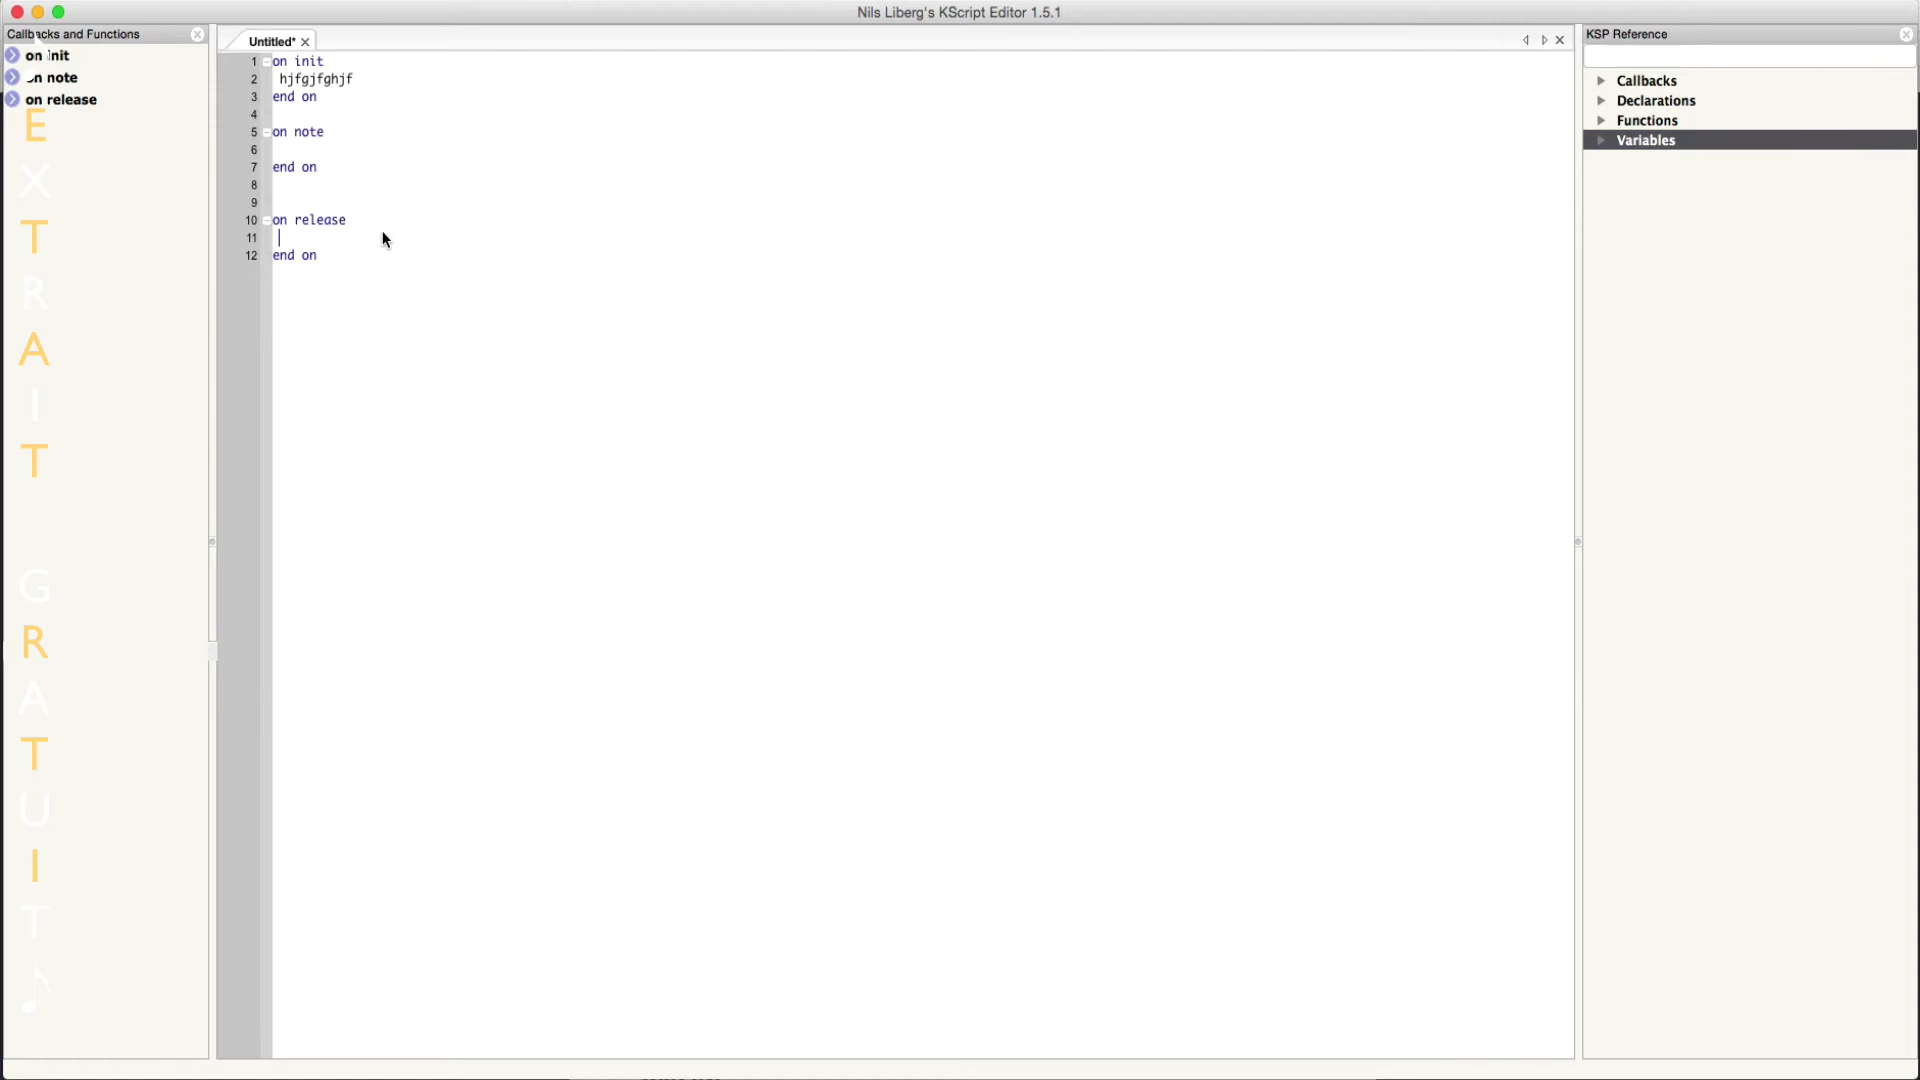 Nils Liberg's KScript Editor 1.5.1
Callbacks and Functions
on init
on note
on release
EXTRAIT GRATUIT
Untitled*
1 on init
2 hjfgjfghjf
3 end on
4
5 on note
6
7 end on
8
9
10 on release
11
12 end on
KSP Reference
Callbacks
Declarations
Functions
Variables